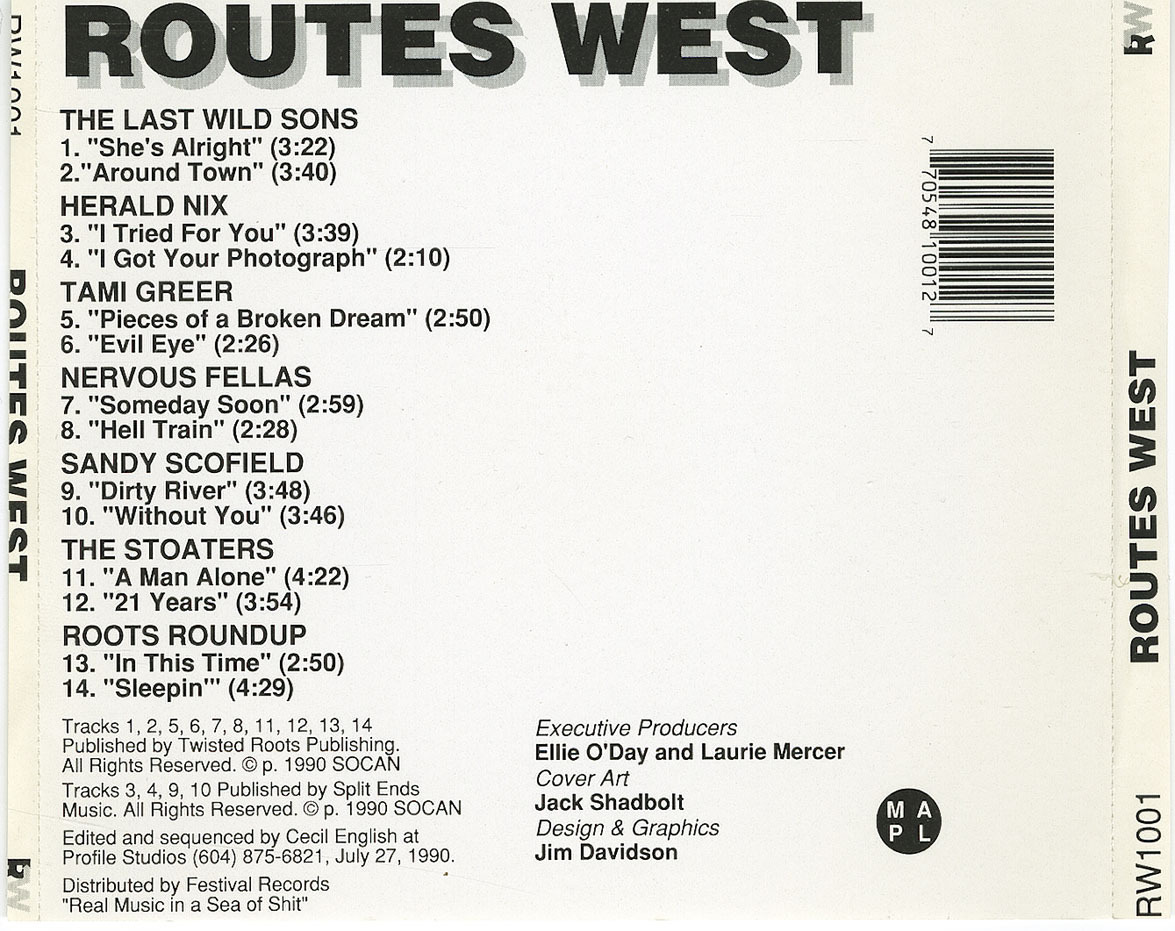 ROUTES WEST
THE LAST WILD SONS
1. "She's Alright" (3:22)
2."Around Town" (3:40)
HERALD NIX
3. "I Tried For You" (3:39)
4. "I Got Your Photograph" (2:10)
TAMI GREER
5. "Pieces of a Broken Dream" (2:50)
6. "Evil Eye" (2:26)
NERVOUS FELLAS
7. "Someday Soon" (2:59)
8. "Hell Train" (2:28)
SANDY SCOFIELD
9. "Dirty River" (3:48)
10. "Without You" (3:46)
THE STOATERS
11. "A Man Alone" (4:22)
12. "21 Years" (3:54)
ROOTS ROUNDUP
13. "In This Time" (2:50)
14. "Sleepin'" (4:29)
Tracks 1, 2, 5, 6, 7, 8, 11, 12, 13, 14
Published by Twisted Roots Publishing.
All Rights Reserved. © p. 1990 SOCAN
Tracks 3, 4, 9, 10 Published by Split Ends
Music. All Rights Reserved. © p. 1990 SOCAN
Edited and sequenced by Cecil English at
Profile Studios (604) 875-6821, July 27, 1990.
Distributed by Festival Records
"Real Music in a Sea of Shit"
Executive Producers
Ellie O'Day and Laurie Mercer
Cover Art
Jack Shadbolt
Design & Graphics
Jim Davidson
M A
P L
7 70548 10012 7
RW1001
ROUTES WEST
RW
RW
ROUTES WEST
RW1001